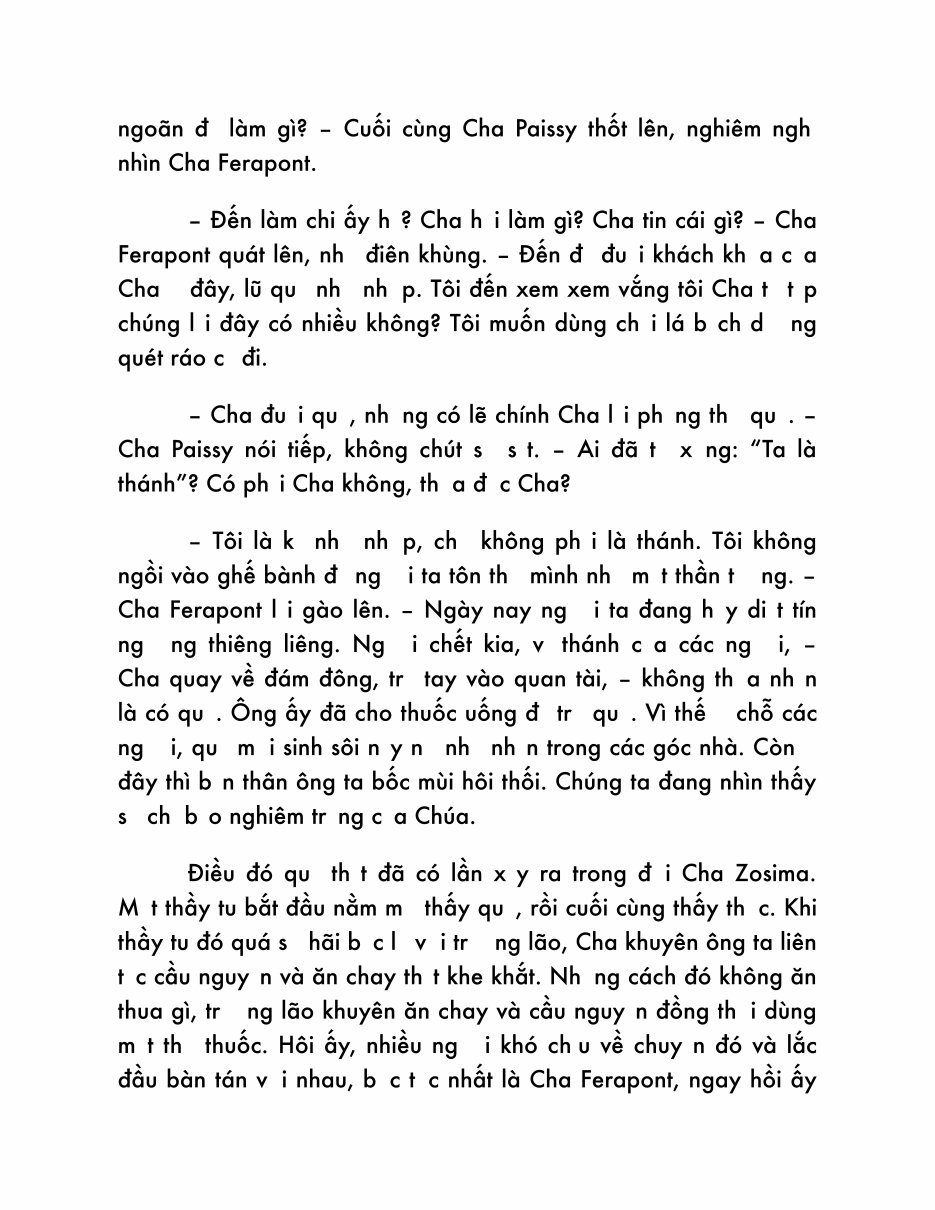 ngoãn đ  làm gì? – Cuối cùng Cha Paissy thốt lên, nghiêm ngh
nhìn Cha Ferapont.
– Đến làm chi ấy h ? Cha h i làm gì? Cha tin cái gì? – Cha
Ferapont quát lên, nh  điên khùng. – Đến đ  đu i khách kh a c a
Cha   đây, lũ qu  nh  nh p. Tôi đến xem xem vắng tôi Cha t  t p
chúng l i đây có nhiều không? Tôi muốn dùng ch i lá b ch d  ng
quét ráo c  đi.
– Cha đu i qu , nh ng có lẽ chính Cha l i ph ng th  qu . –
Cha Paissy nói tiếp, không chút s  s t. – Ai đã t  x ng: “Ta là
thánh”? Có ph i Cha không, th a đ c Cha?
– Tôi là k  nh  nh p, ch  không ph i là thánh. Tôi không
ngồi vào ghế bành đ  ng  i ta tôn th  mình nh  m t thần t  ng. –
Cha Ferapont l i gào lên. – Ngày nay ng  i ta đang h y di t tín
ng  ng thiêng liêng. Ng  i chết kia, v  thánh c a các ng  i, –
Cha quay về đám đông, tr  tay vào quan tài, – không th a nh n
là có qu . Ông ấy đã cho thuốc uống đ  tr  qu . Vì thế   chỗ các
ng  i, qu  m i sinh sôi n y n  nh  nh n trong các góc nhà. Còn
đây thì b n thân ông ta bốc mùi hôi thối. Chúng ta đang nhìn thấy
s  ch  b o nghiêm tr ng c a Chúa.
Điều đó qu  th t đã có lần x y ra trong đ i Cha Zosima.
M t thầy tu bắt đầu nằm m  thấy qu , rồi cuối cùng thấy th c. Khi
thầy tu đó quá s  hãi b c l  v i tr  ng lão, Cha khuyên ông ta liên
t c cầu nguy n và ăn chay th t khe khắt. Nh ng cách đó không ăn
thua gì, tr  ng lão khuyên ăn chay và cầu nguy n đồng th i dùng
m t th  thuốc. Hôi ấy, nhiều ng  i khó ch u về chuy n đó và lắc
đầu bàn tán v i nhau, b c t c nhất là Cha Ferapont, ngay hồi ấy